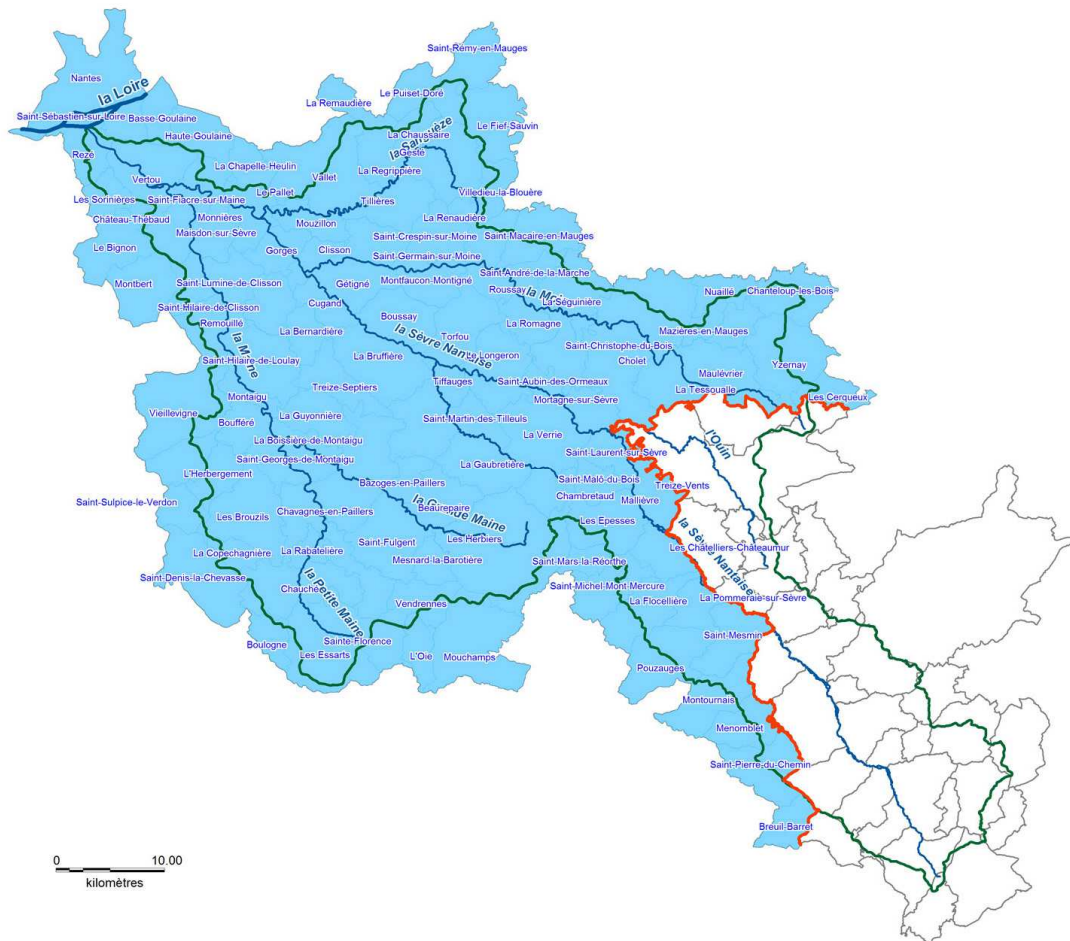 Saint-Rémy-en-Mauges
Nantes
la Loire
Le Puiset-Doré
La Remaudière
Saint-Sébastien-sur-Loire
Basse-Goulaine
Le Fief-Sauvin
Haute-Goulaine
La Chaussaire
la Sanguèze
Gesté
Rezé
La Chapelle-Heulin
La Regrippière
Vallet
Vertou
Le Pallet
Villedieu-la-Blouère
Les Sorinières
Saint-Fiacre-sur-Maine
Tillières
Château-Thébaud
Monnières
Mouzillon
La Renaudière
Maisdon-sur-Sèvre
Saint-Crespin-sur-Moine
Saint-Macaire-en-Mauges
Le Bignon
Gorges
Clisson
Saint-Germain-sur-Moine
Montbert
Saint-Lumine-de-Clisson
Gétigné
Montfaucon-Montigné
Saint-André-de-la-Marche
Roussay
Nuaillé
Chanteloup-les-Bois
Saint-Hilaire-de-Clisson
Cugand
la Moine
La Séguinière
Remouillé
La Bernardière
Boussay
la Sèvre Nantaise
La Romagne
Mazières-en-Mauges
la Maine
Torfou
Saint-Christophe-du-Bois
Saint-Hilaire-de-Loulay
La Bruffière
Le Longeron
Cholet
Yzernay
Tiffauges
Saint-Aubin-des-Ormeaux
Maulévrier
Treize-Septiers
La Tessoualle
Montaigu
Mortagne-sur-Sèvre
Les Cerqueux
Vieillevigne
La Guyonnière
Saint-Martin-des-Tilleuls
Boufféré
La Verrie
l'Ouin
La Boissière-de-Montaigu
Saint-Laurent-sur-Sèvre
Saint-Georges-de-Montaigu
La Gaubretière
L'Herbergement
Bazoges-en-Paillers
Saint-Malô-du-Bois
Treize-Vents
Saint-Sulpice-le-Verdon
la Grande Maine
Chambretaud
Mallièvre
Les Brouzils
Chavagnes-en-Paillers
Beaurepaire
Les Epesses
la Sèvre Nantaise
Saint-Fulgent
Les Herbiers
La Copechagnière
La Rabatelière
Mesnard-la-Barotière
Saint-Mars-la-Réorthe
Les Châtelliers-Châteaumur
Saint-Denis-la-Chevasse
la Petite Maine
Saint-Michel-Mont-Mercure
Chauché
Vendrennes
La Flocellière
La Pommeraie-sur-Sèvre
Boulogne
Sainte-Florence
Saint-Mesmin
Les Essarts
L'Oie
Mouchamps
Pouzauges
Montournais
Menomblet
Saint-Pierre-du-Chemin
Breuil-Barret
0 10.00
kilomètres